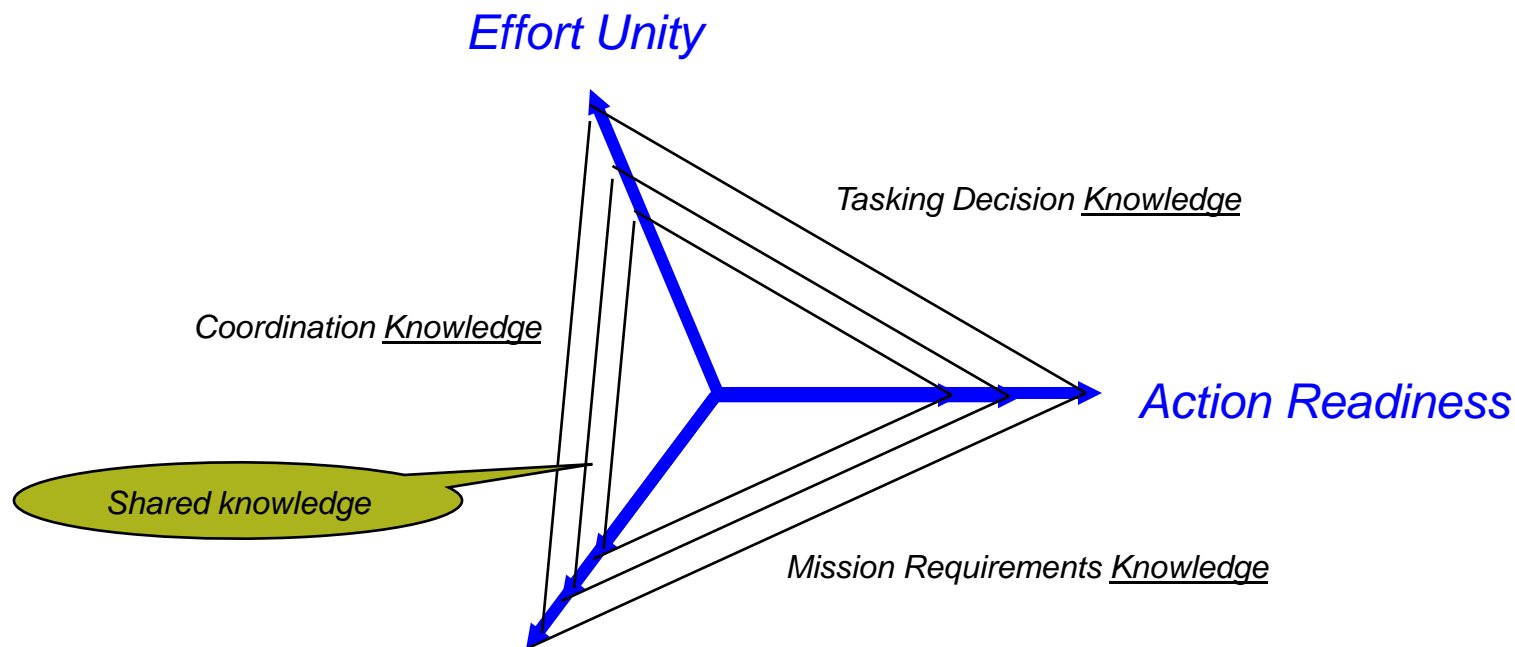 Effort Unity
Tasking Decision Knowledge
Coordination Knowledge
Action Readiness
Shared knowledge
Mission Requirements Knowledge